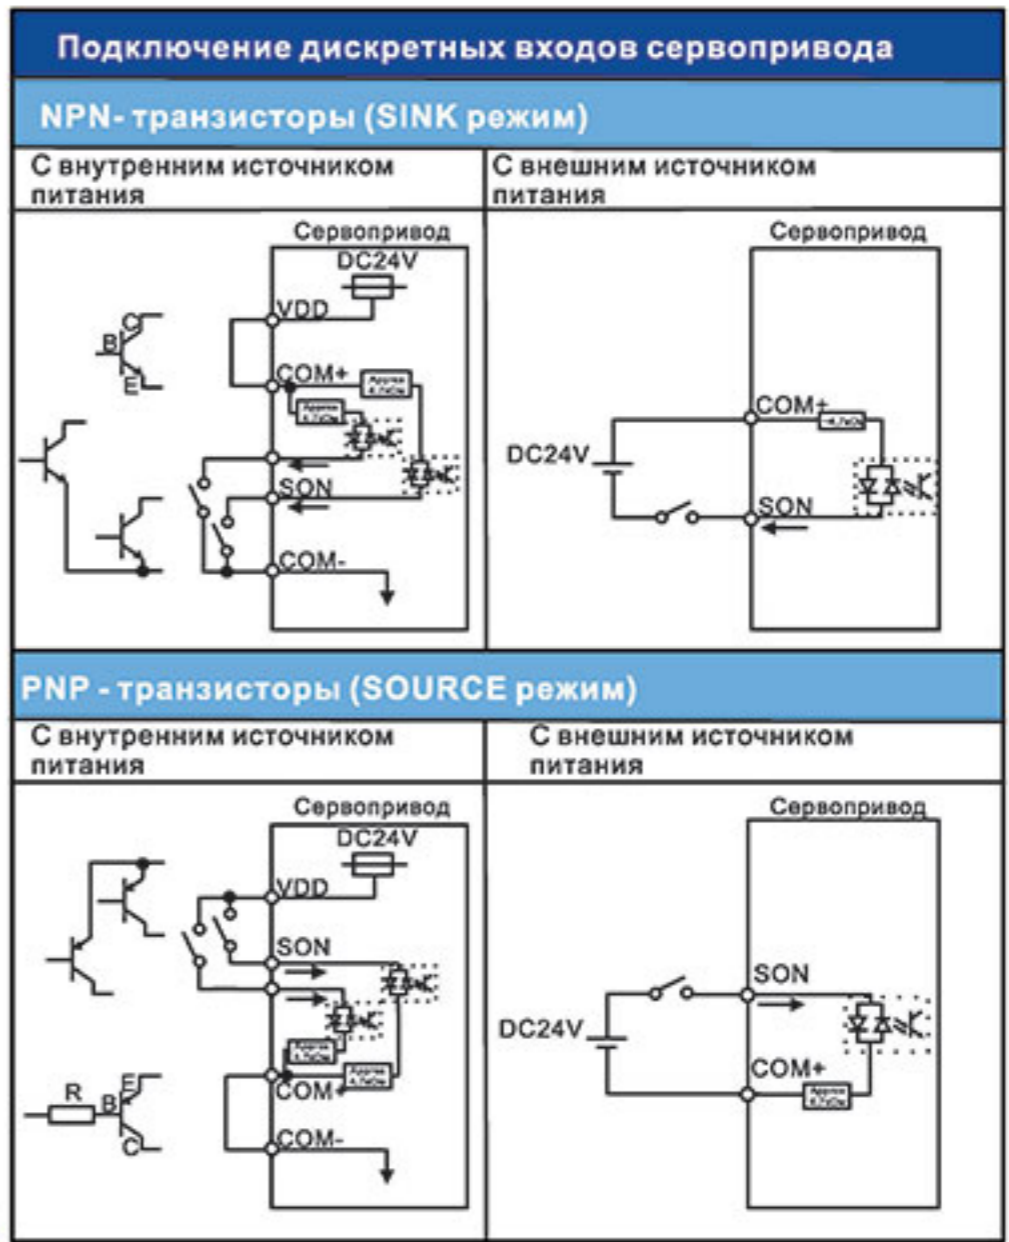 Подключение дискретных входов сервопривода
NPN- транзисторы (SINK режим)
С внутренним источником
питания
С внешним источником
питания
Сервопривод
DC24V
VDD
C
B
E
COM+
SON
COM-
Сервопривод
COM+
DC24V
SON
PNP - транзисторы (SOURCE режим)
С внутренним источником
питания
С внешним источником
питания
Сервопривод
DC24V
VDD
SON
COM+
R
E
B
C
COM-
Сервопривод
SON
DC24V
COM+